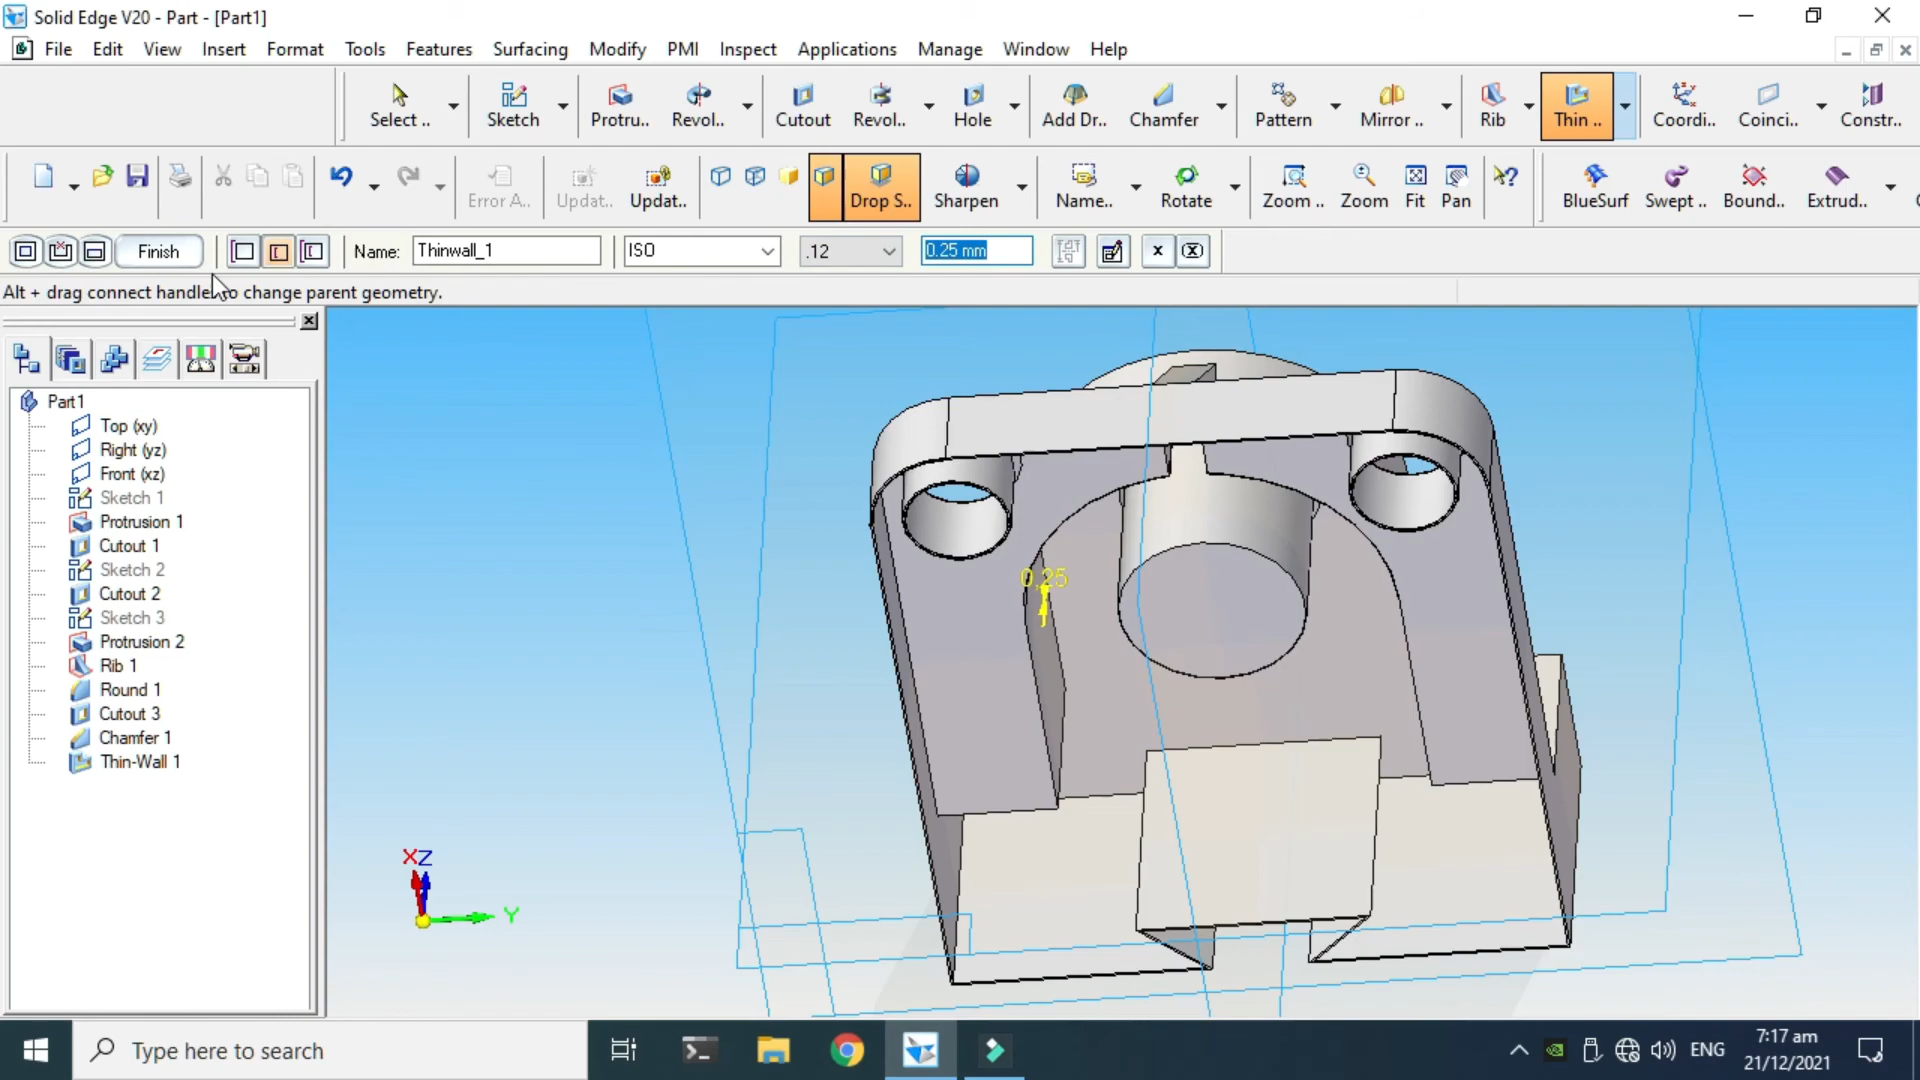 Solid Edge V20 - Part - [Part1]
File Edit View Insert Format Tools Features Surfacing Modify PMI Inspect Applications Manage Window Help
Select .. Sketch Protru.. Revol.. Cutout Revol.. Hole Add Dr.. Chamfer Pattern Mirror .. Rib Thin .. Coordi.. Coinci.. Constr..
Error A.. Updat.. Updat.. Drop S.. Sharpen Name.. Rotate Zoom .. Zoom Fit Pan BlueSurf Swept .. Bound.. Extrud..
Finish Name: Thinwall_1 ISO .12 0.25 mm
Alt + drag connect handle to change parent geometry.
Part1
Top (xy)
Right (yz)
Front (xz)
Sketch 1
Protrusion 1
Cutout 1
Sketch 2
Cutout 2
Sketch 3
Protrusion 2
Rib 1
Round 1
Cutout 3
Chamfer 1
Thin-Wall 1
0,25
X Z
Y
Type here to search
ENG
7:17 am
21/12/2021